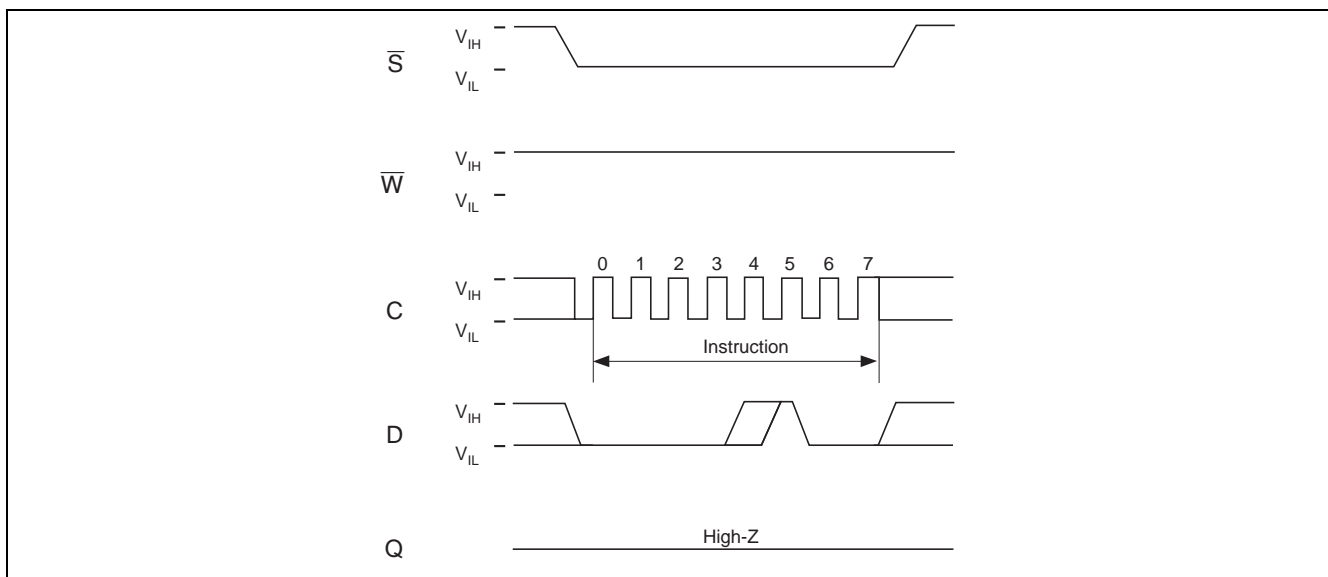 V_IH
S̅
V_IL
V_IH
W̅
V_IL
0 1 2 3 4 5 6 7
V_IH
C
V_IL
Instruction
V_IH
D
V_IL
High-Z
Q